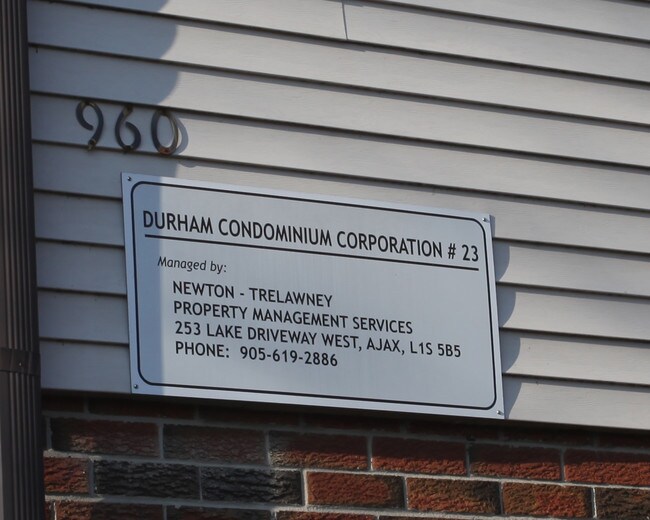 960
DURHAM CONDOMINIUM CORPORATION # 23
Managed by:
NEWTON - TRELAWNEY
PROPERTY MANAGEMENT SERVICES
253 LAKE DRIVEWAY WEST, AJAX, L1S 5B5
PHONE: 905-619-2886